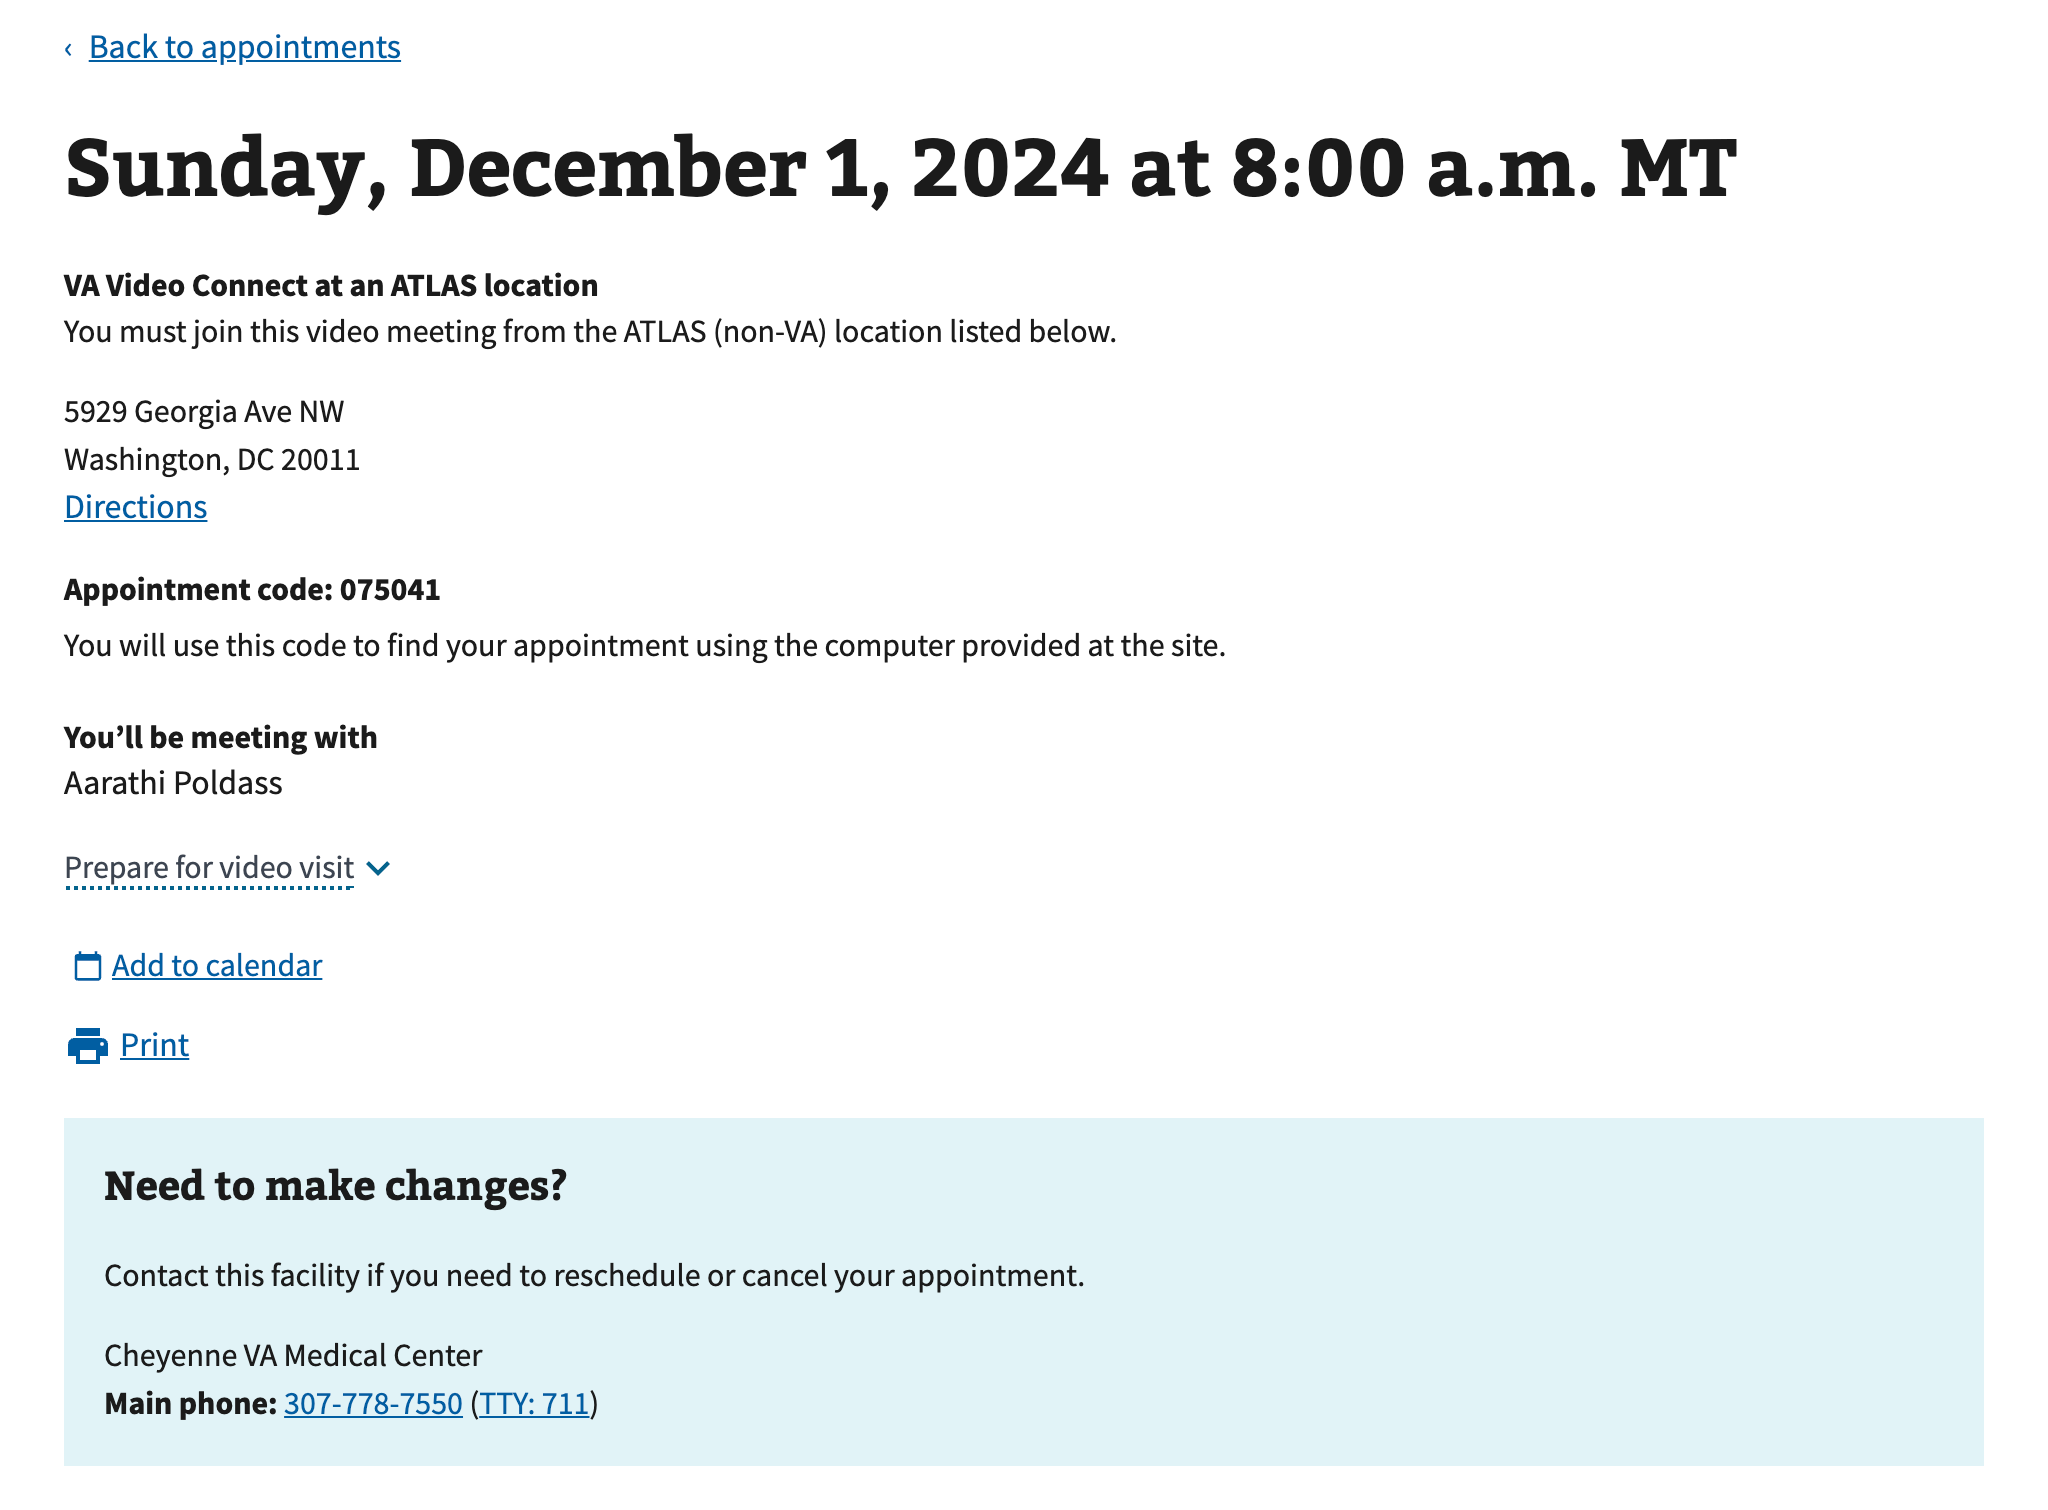 ‹ Back to appointments
Sunday, December 1, 2024 at 8:00 a.m. MT
VA Video Connect at an ATLAS location
You must join this video meeting from the ATLAS (non-VA) location listed below.
5929 Georgia Ave NW
Washington, DC 20011
Directions
Appointment code: 075041
You will use this code to find your appointment using the computer provided at the site.
You’ll be meeting with
Aarathi Poldass
Prepare for video visit
Add to calendar
Print
Need to make changes?
Contact this facility if you need to reschedule or cancel your appointment.
Cheyenne VA Medical Center
Main phone: 307-778-7550 (TTY: 711)